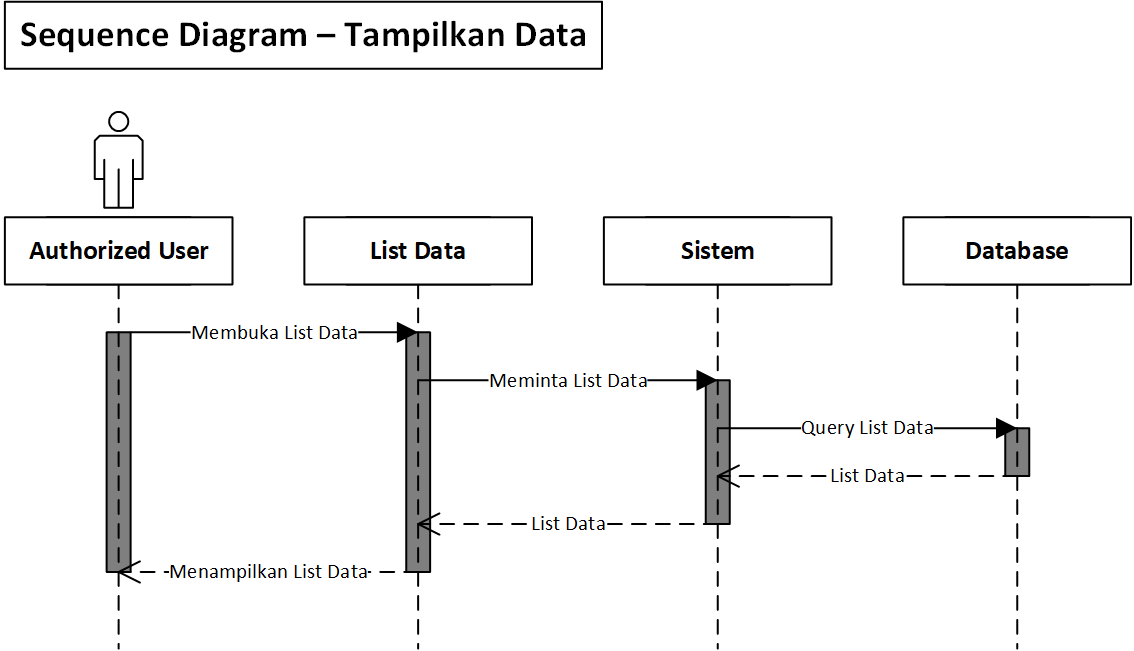 Sequence Diagram – Tampilkan Data
Authorized User
List Data
Sistem
Database
Membuka List Data
Meminta List Data
Query List Data
List Data
List Data
Menampilkan List Data